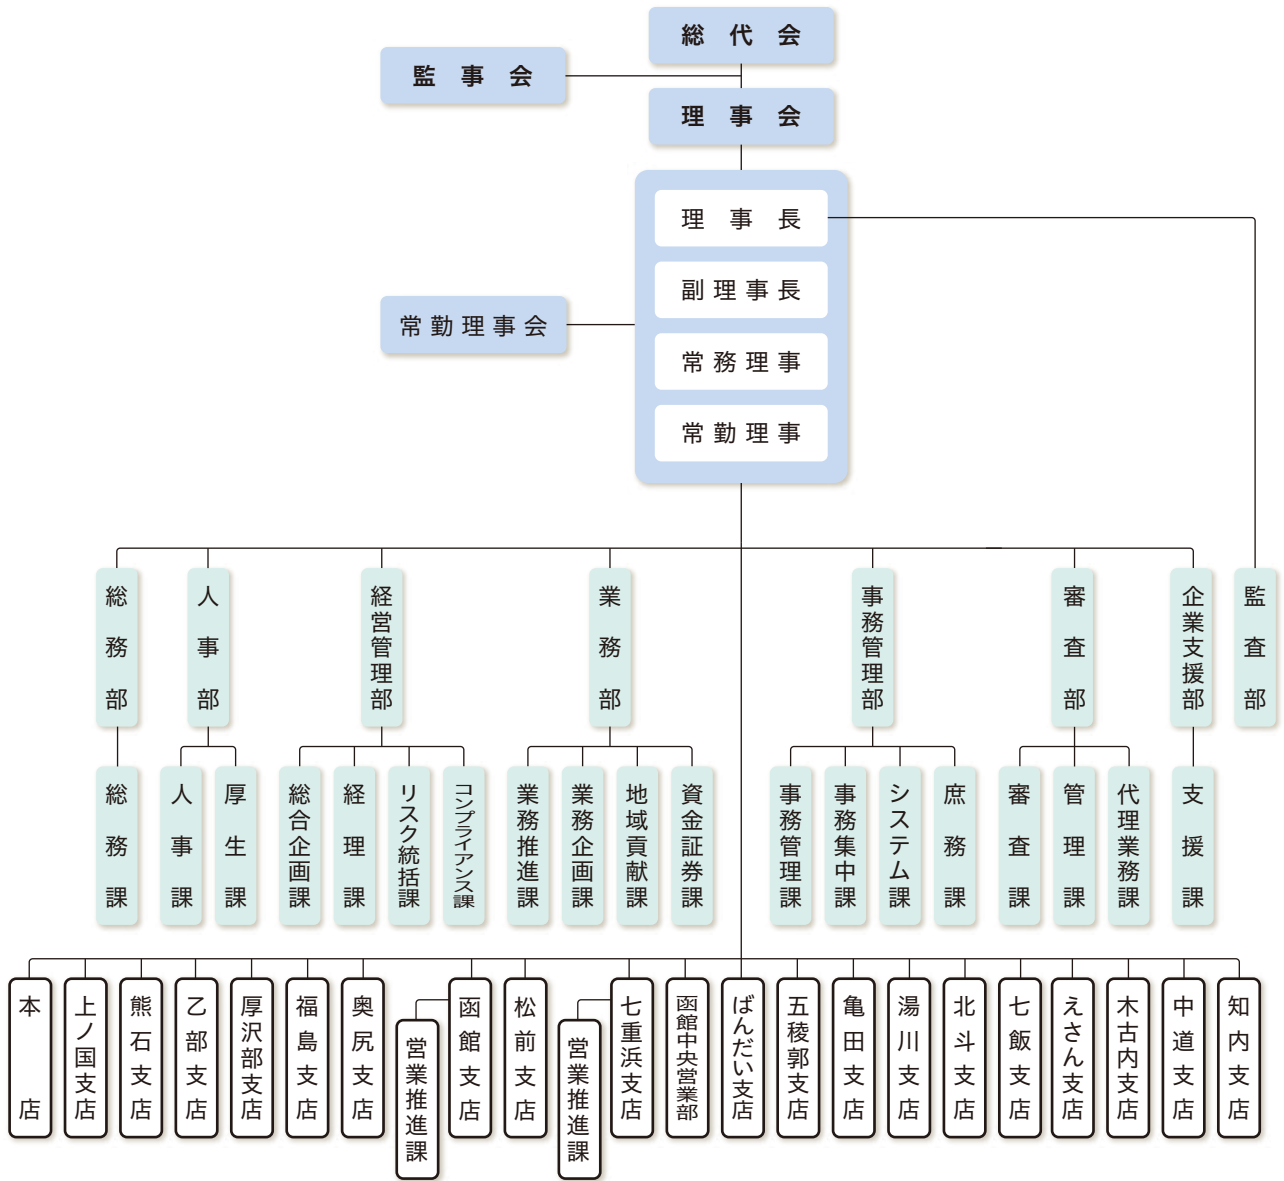 総代会
監事会
理事会
理事長
副理事長
常勤理事会
常務理事
常勤理事
総務部
人事部
経営管理部
業務部
事務管理部
審査部
企業支援部
監査部
総務課
人事課
厚生課
総合企画課
経理課
リスク統括課
コンプライアンス課
業務推進課
業務企画課
地域貢献課
資金証券課
事務管理課
事務集中課
システム課
庶務課
審査課
管理課
代理業務課
支援課
本店
上ノ国支店
熊石支店
乙部支店
厚沢部支店
福島支店
奥尻支店
営業推進課
函館支店
松前支店
営業推進課
七重浜支店
函館中央営業部
ばんだい支店
五稜郭支店
亀田支店
湯川支店
北斗支店
七飯支店
えさん支店
木古内支店
中道支店
知内支店